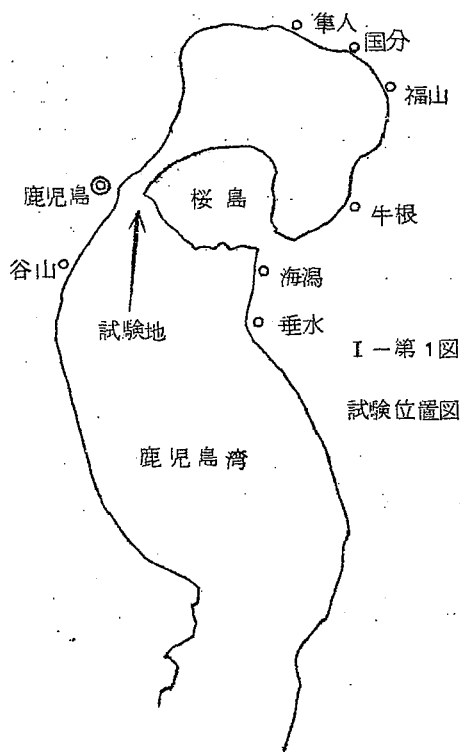 隼人
国分
福山
鹿児島
桜島
牛根
谷山
海潟
試験地
垂水
I－第1図
試験位置図
鹿児島湾